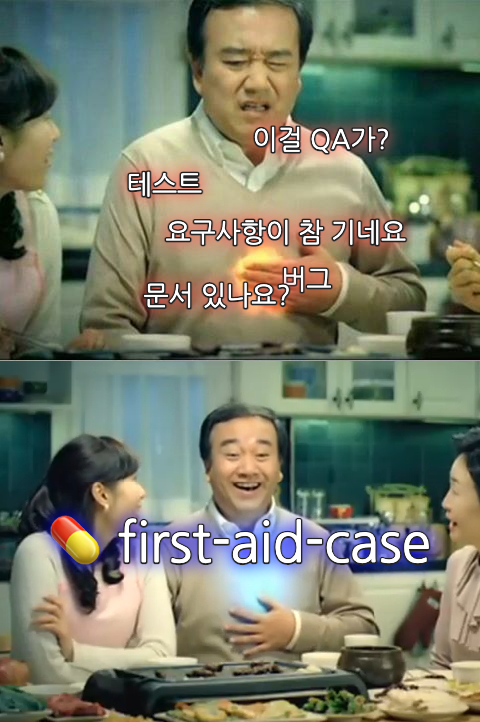 이걸 QA가?
테스트
요구사항이 참 기네요
버그
문서 있나요?
💊 first-aid-case